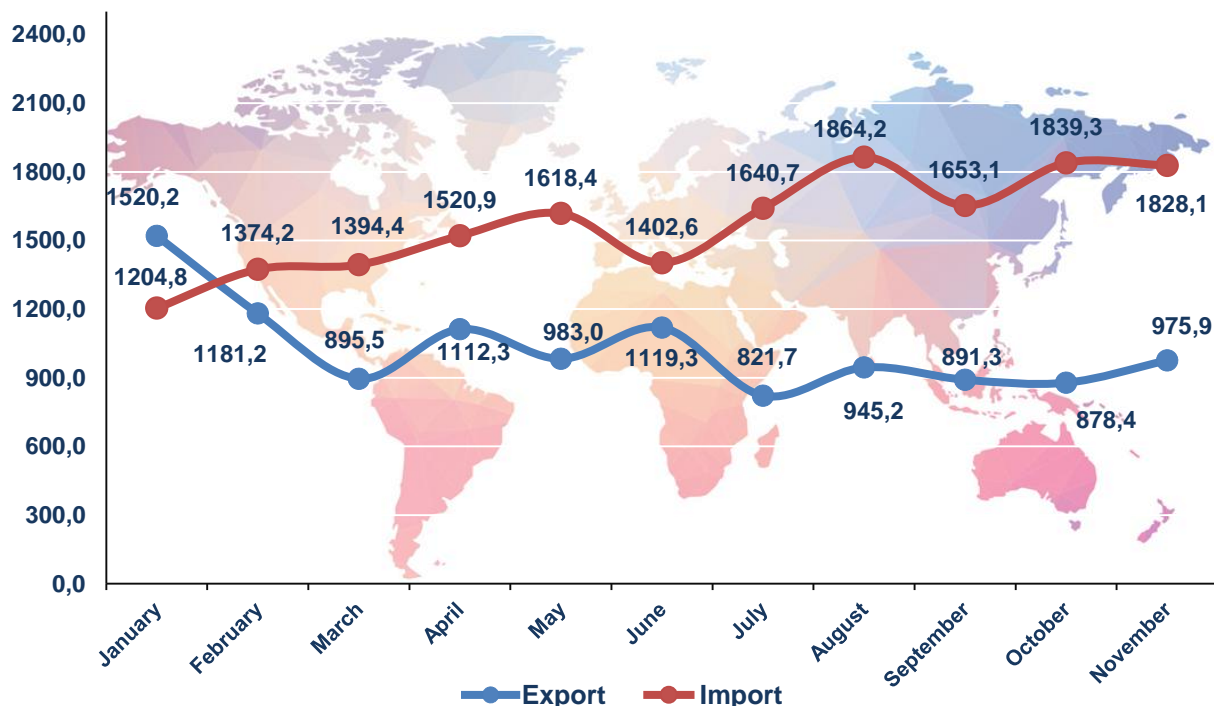 2400,0
2100,0
1800,0
1500,0
1200,0
900,0
600,0
300,0
0,0
1520,2
1181,2
895,5
1112,3
983,0
1119,3
821,7
945,2
891,3
878,4
975,9
1204,8
1374,2
1394,4
1520,9
1618,4
1402,6
1640,7
1864,2
1653,1
1839,3
1828,1
January
February
March
April
May
June
July
August
September
October
November
Export
Import